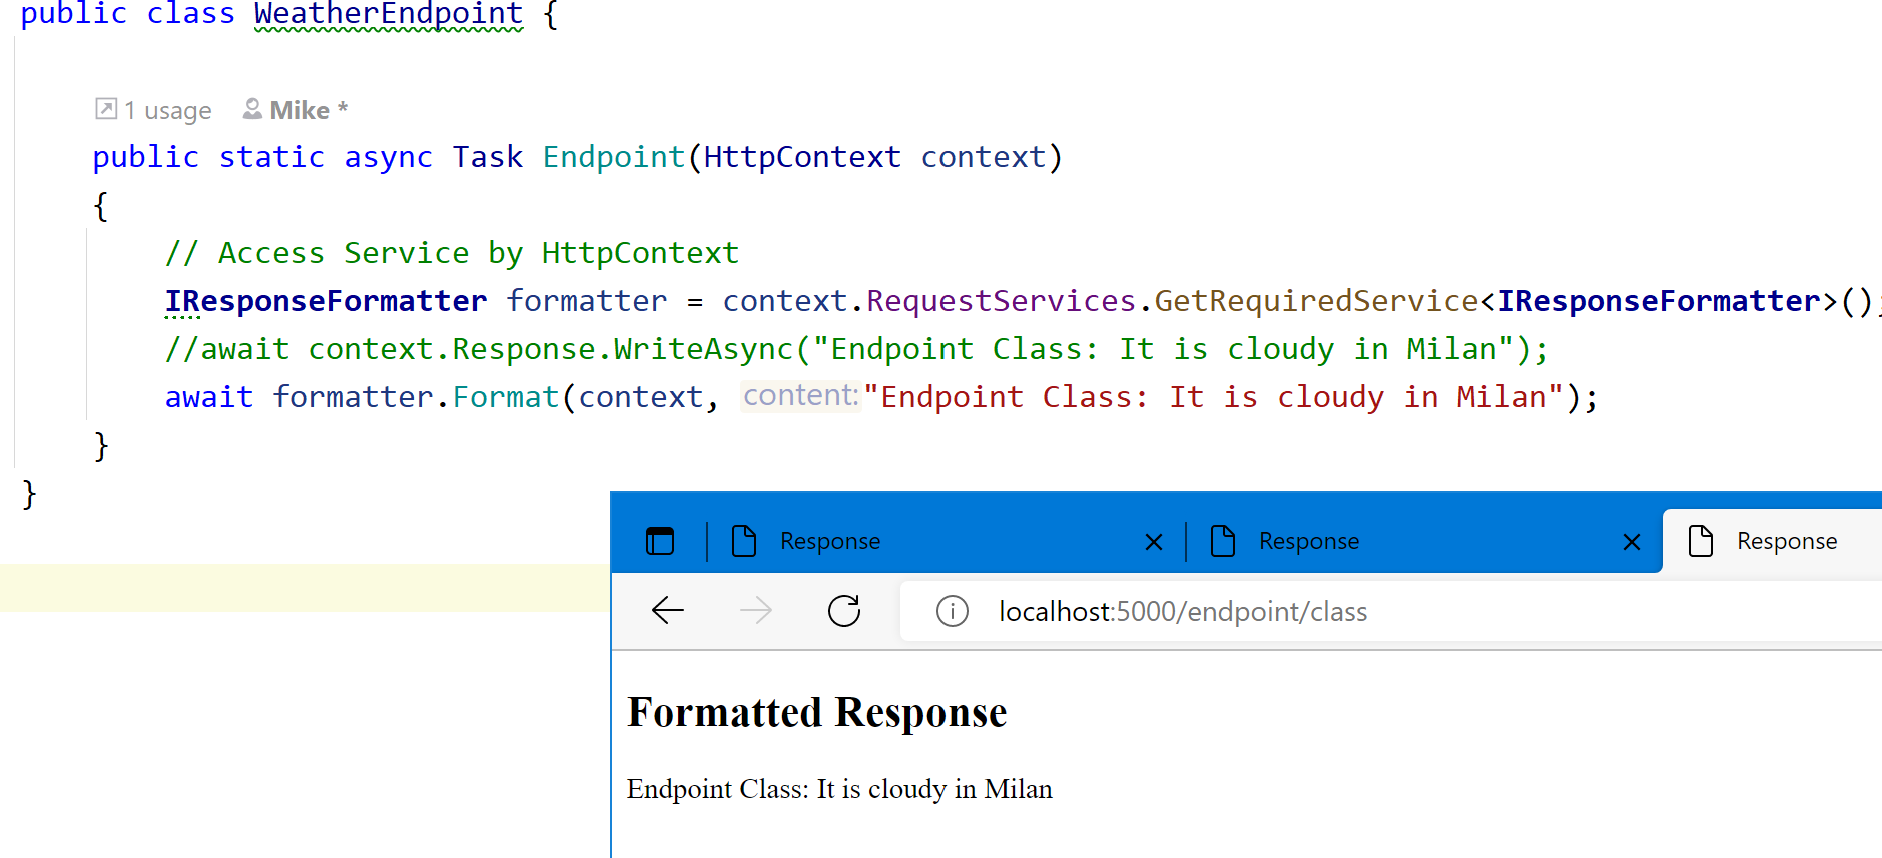 public class WeatherEndpoint {
1 usage Mike *
public static async Task Endpoint(HttpContext context)
{
// Access Service by HttpContext
IResponseFormatter formatter = context.RequestServices.GetRequiredService<IResponseFormatter>();
//await context.Response.WriteAsync("Endpoint Class: It is cloudy in Milan");
await formatter.Format(context, content:"Endpoint Class: It is cloudy in Milan");
}
}
Response Response Response
localhost:5000/endpoint/class
Formatted Response
Endpoint Class: It is cloudy in Milan